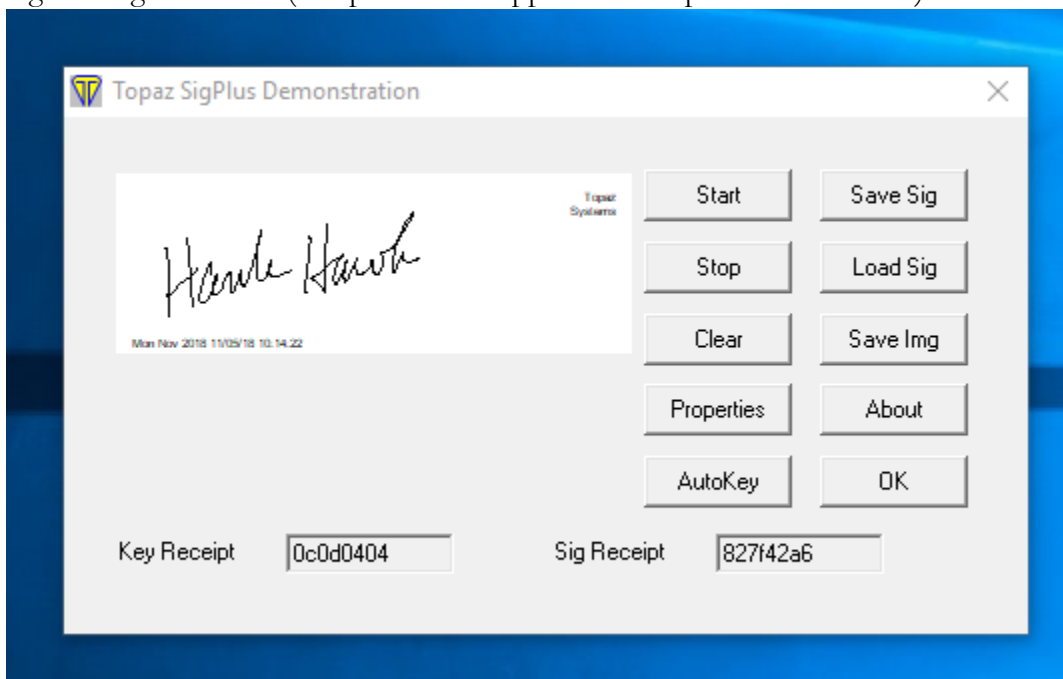 Topaz SigPlus Demonstration
Topaz
Systems
Mon Nov 2018 11/05/18 10:14:22
Start
Save Sig
Stop
Load Sig
Clear
Save Img
Properties
About
AutoKey
OK
Key Receipt 0c0d0404
Sig Receipt 827f42a6